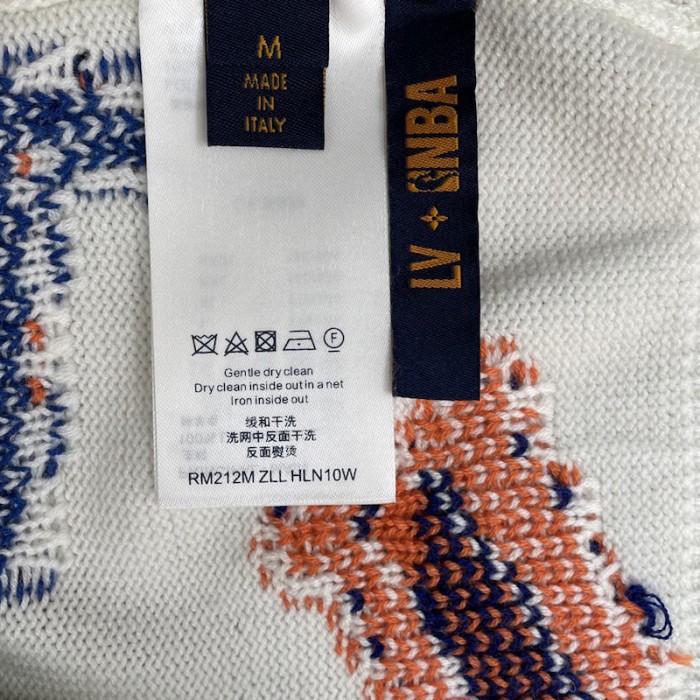 M
MADE
IN
ITALY
LV NBA
F
Gentle dry clean
Dry clean inside out in a net
Iron inside out
缓和干洗
洗网中反面干洗
反面熨烫
RM212M ZLL HLN10W